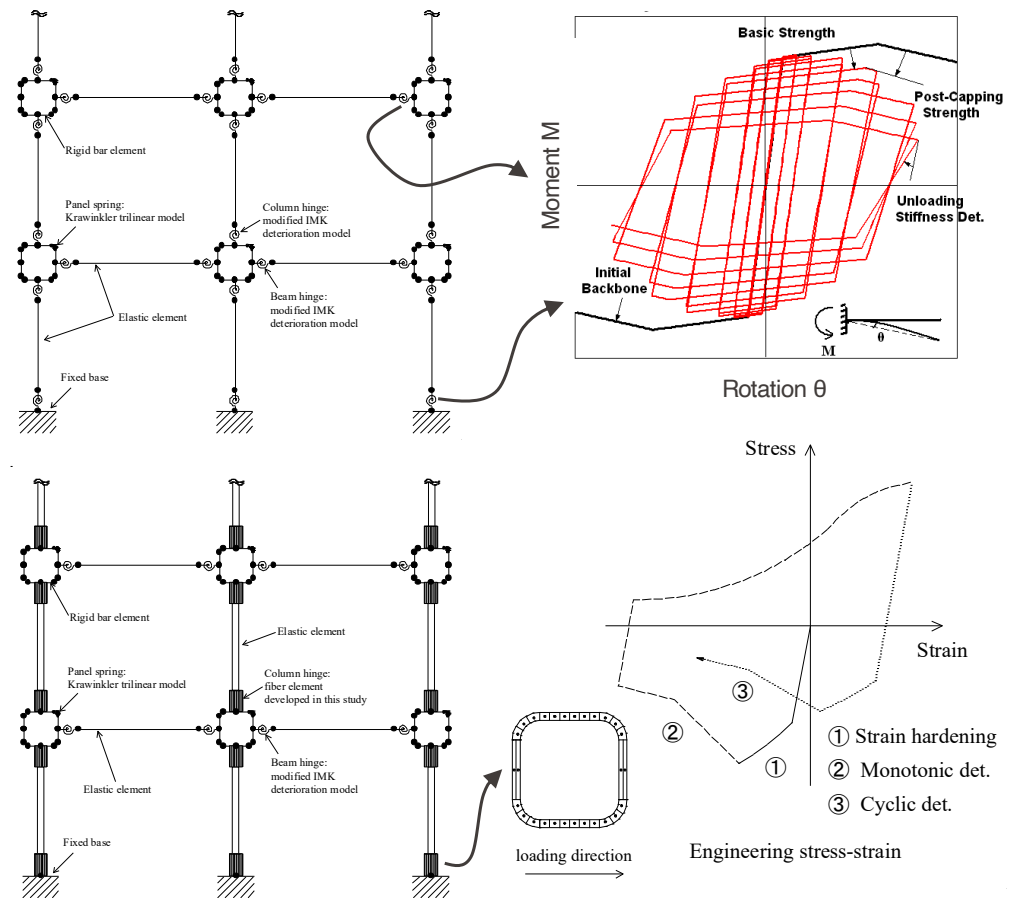 Rigid bar element
Panel spring:
Krawinkler trilinear model
Column hinge:
modified IMK
deterioration model
Beam hinge:
modified IMK
deterioration model
Elastic element
Fixed base
Basic Strength
Post-Capping
Strength
Unloading
Stiffness Det.
Initial
Backbone
M
θ
Moment M
Rotation θ
Rigid bar element
Elastic element
Panel spring:
Krawinkler trilinear model
Column hinge:
fiber element
developed in this study
Beam hinge:
modified IMK
deterioration model
Elastic element
Fixed base
loading direction
Stress
Strain
③
②
①
① Strain hardening
② Monotonic det.
③ Cyclic det.
Engineering stress-strain